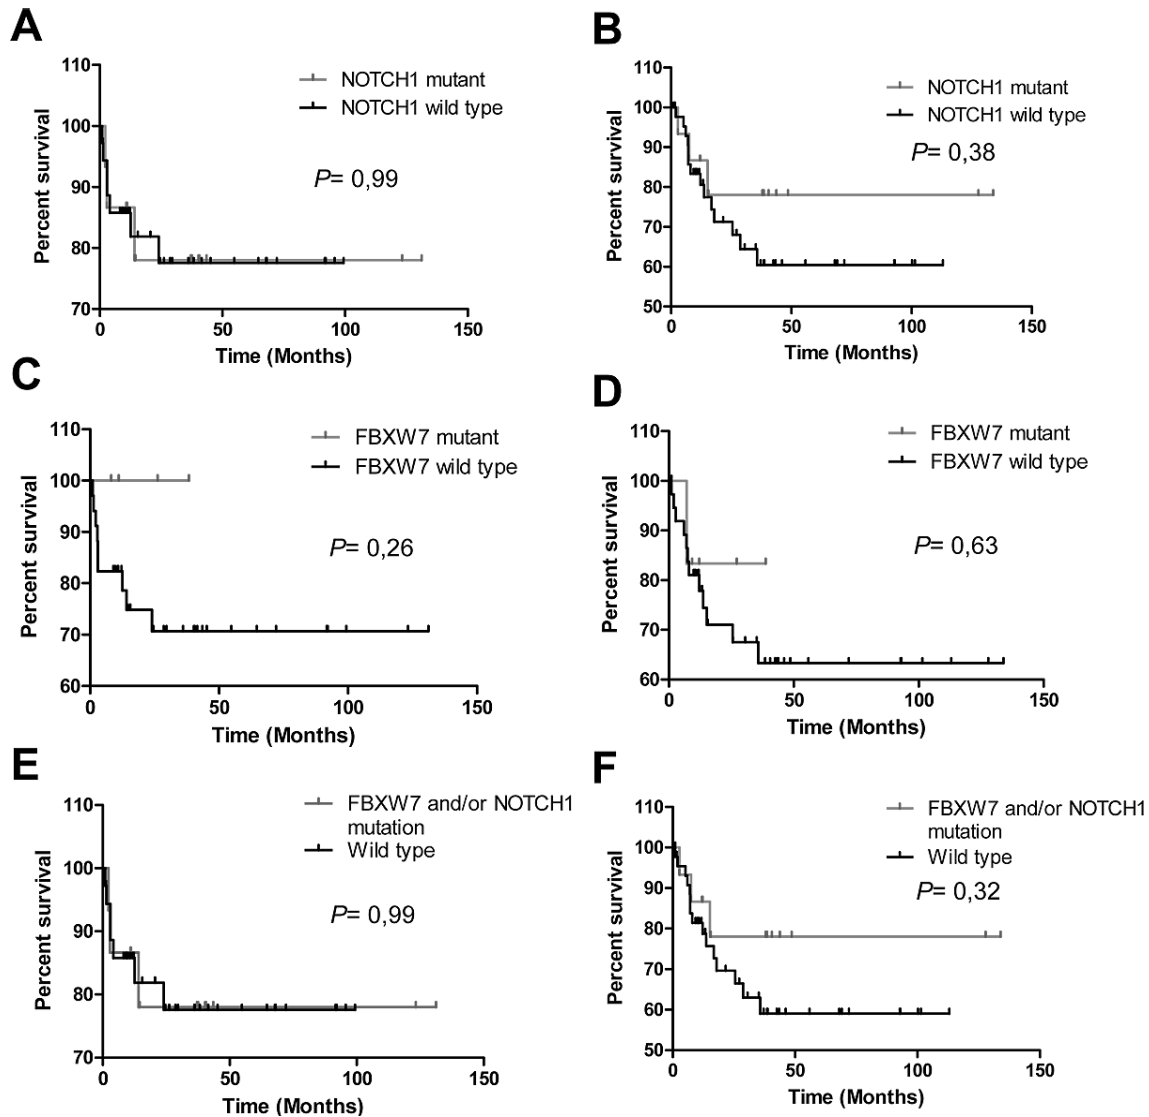 A
110
100
90
80
70
Percent survival
NOTCH1 mutant
NOTCH1 wild type
P= 0,99
0
50
100
150
Time (Months)
B
110
100
90
80
70
60
50
Percent survival
NOTCH1 mutant
NOTCH1 wild type
P= 0,38
0
50
100
150
Time (Months)
C
110
100
90
80
70
60
Percent survival
FBXW7 mutant
FBXW7 wild type
P= 0,26
0
50
100
150
Time (Months)
D
110
100
90
80
70
60
Percent survival
FBXW7 mutant
FBXW7 wild type
P= 0,63
0
50
100
150
Time (Months)
E
110
100
90
80
70
Percent survival
FBXW7 and/or NOTCH1
mutation
Wild type
P= 0,99
0
50
100
150
Time (Months)
F
110
100
90
80
70
60
50
Percent survival
FBXW7 and/or NOTCH1
mutation
Wild type
P= 0,32
0
50
100
150
Time (Months)